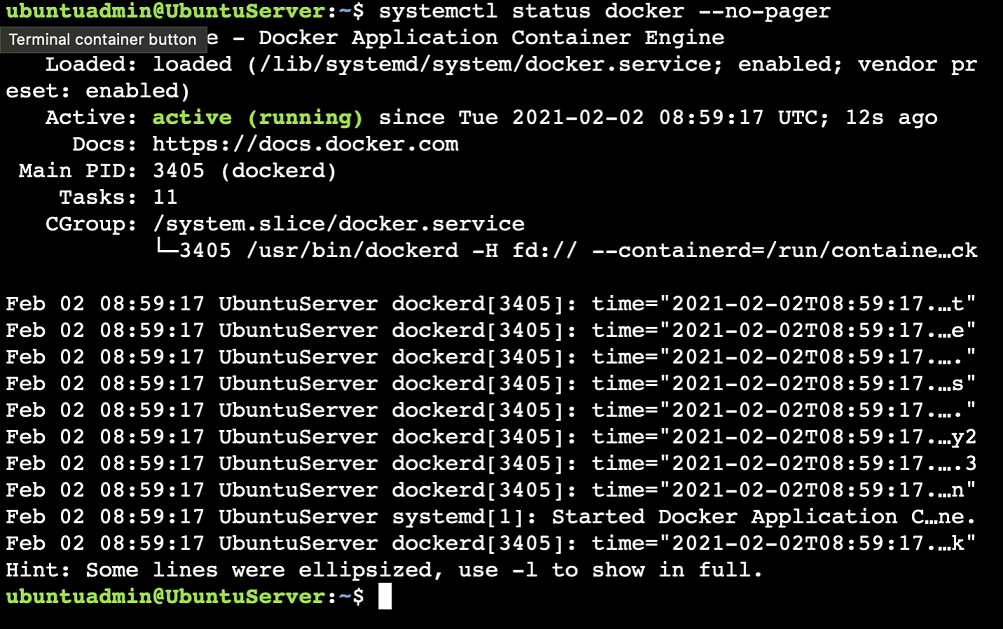 ubuntuadmin@UbuntuServer:~$ systemctl status docker --no-pager
Terminal container button
e - Docker Application Container Engine
Loaded: loaded (/lib/systemd/system/docker.service; enabled; vendor pr
eset: enabled)
Active: active (running) since Tue 2021-02-02 08:59:17 UTC; 12s ago
Docs: https://docs.docker.com
Main PID: 3405 (dockerd)
Tasks: 11
CGroup: /system.slice/docker.service
└─3405 /usr/bin/dockerd -H fd:// --containerd=/run/containe…ck
Feb 02 08:59:17 UbuntuServer dockerd[3405]: time="2021-02-02T08:59:17.…t"
Feb 02 08:59:17 UbuntuServer dockerd[3405]: time="2021-02-02T08:59:17.…e"
Feb 02 08:59:17 UbuntuServer dockerd[3405]: time="2021-02-02T08:59:17.…."
Feb 02 08:59:17 UbuntuServer dockerd[3405]: time="2021-02-02T08:59:17.…s"
Feb 02 08:59:17 UbuntuServer dockerd[3405]: time="2021-02-02T08:59:17.…."
Feb 02 08:59:17 UbuntuServer dockerd[3405]: time="2021-02-02T08:59:17.…y2
Feb 02 08:59:17 UbuntuServer dockerd[3405]: time="2021-02-02T08:59:17.….3
Feb 02 08:59:17 UbuntuServer dockerd[3405]: time="2021-02-02T08:59:17.…n"
Feb 02 08:59:17 UbuntuServer systemd[1]: Started Docker Application C…ne.
Feb 02 08:59:17 UbuntuServer dockerd[3405]: time="2021-02-02T08:59:17.…k"
Hint: Some lines were ellipsized, use -l to show in full.
ubuntuadmin@UbuntuServer:~$